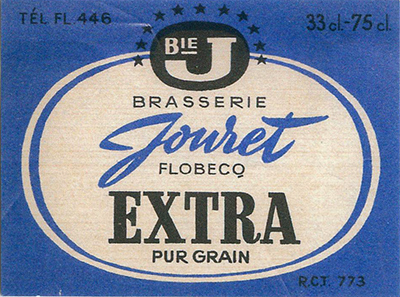 TÉL. FL. 446
33 cl.-75 cl.
BIE
J
BRASSERIE
Jouret
FLOBECQ
EXTRA
PUR GRAIN
R.C.T. 773